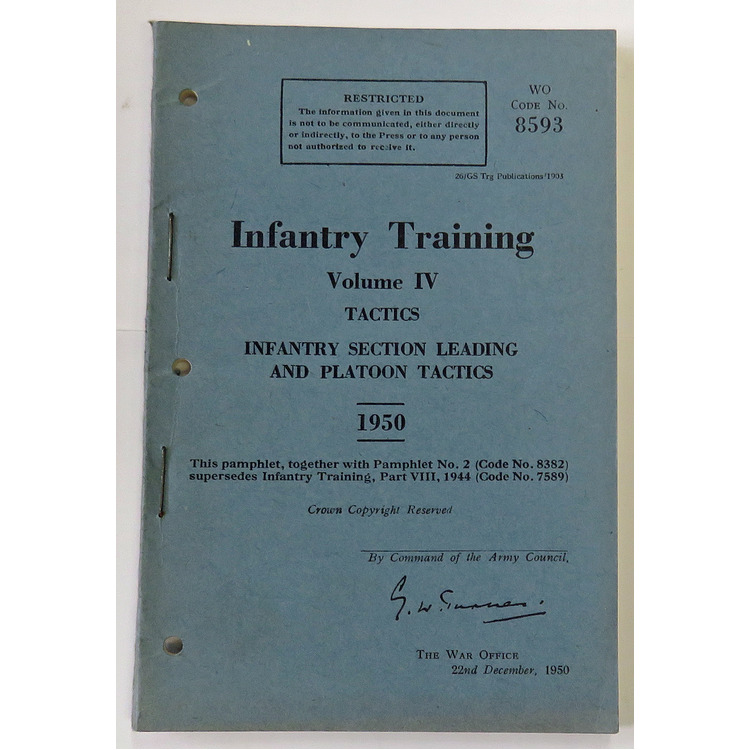 RESTRICTED
The information given in this document
is not to be communicated, either directly
or indirectly, to the Press or to any person
not authorized to receive it.
WO
CODE NO.
8593
26/GS Trg Publications/1903
Infantry Training
Volume IV
TACTICS
INFANTRY SECTION LEADING
AND PLATOON TACTICS
1950
This pamphlet, together with Pamphlet No. 2 (Code No. 8382)
supersedes Infantry Training, Part VIII, 1944 (Code No. 7589)
Crown Copyright Reserved
By Command of the Army Council,
G. W. Turner.
THE WAR OFFICE
22nd December, 1950